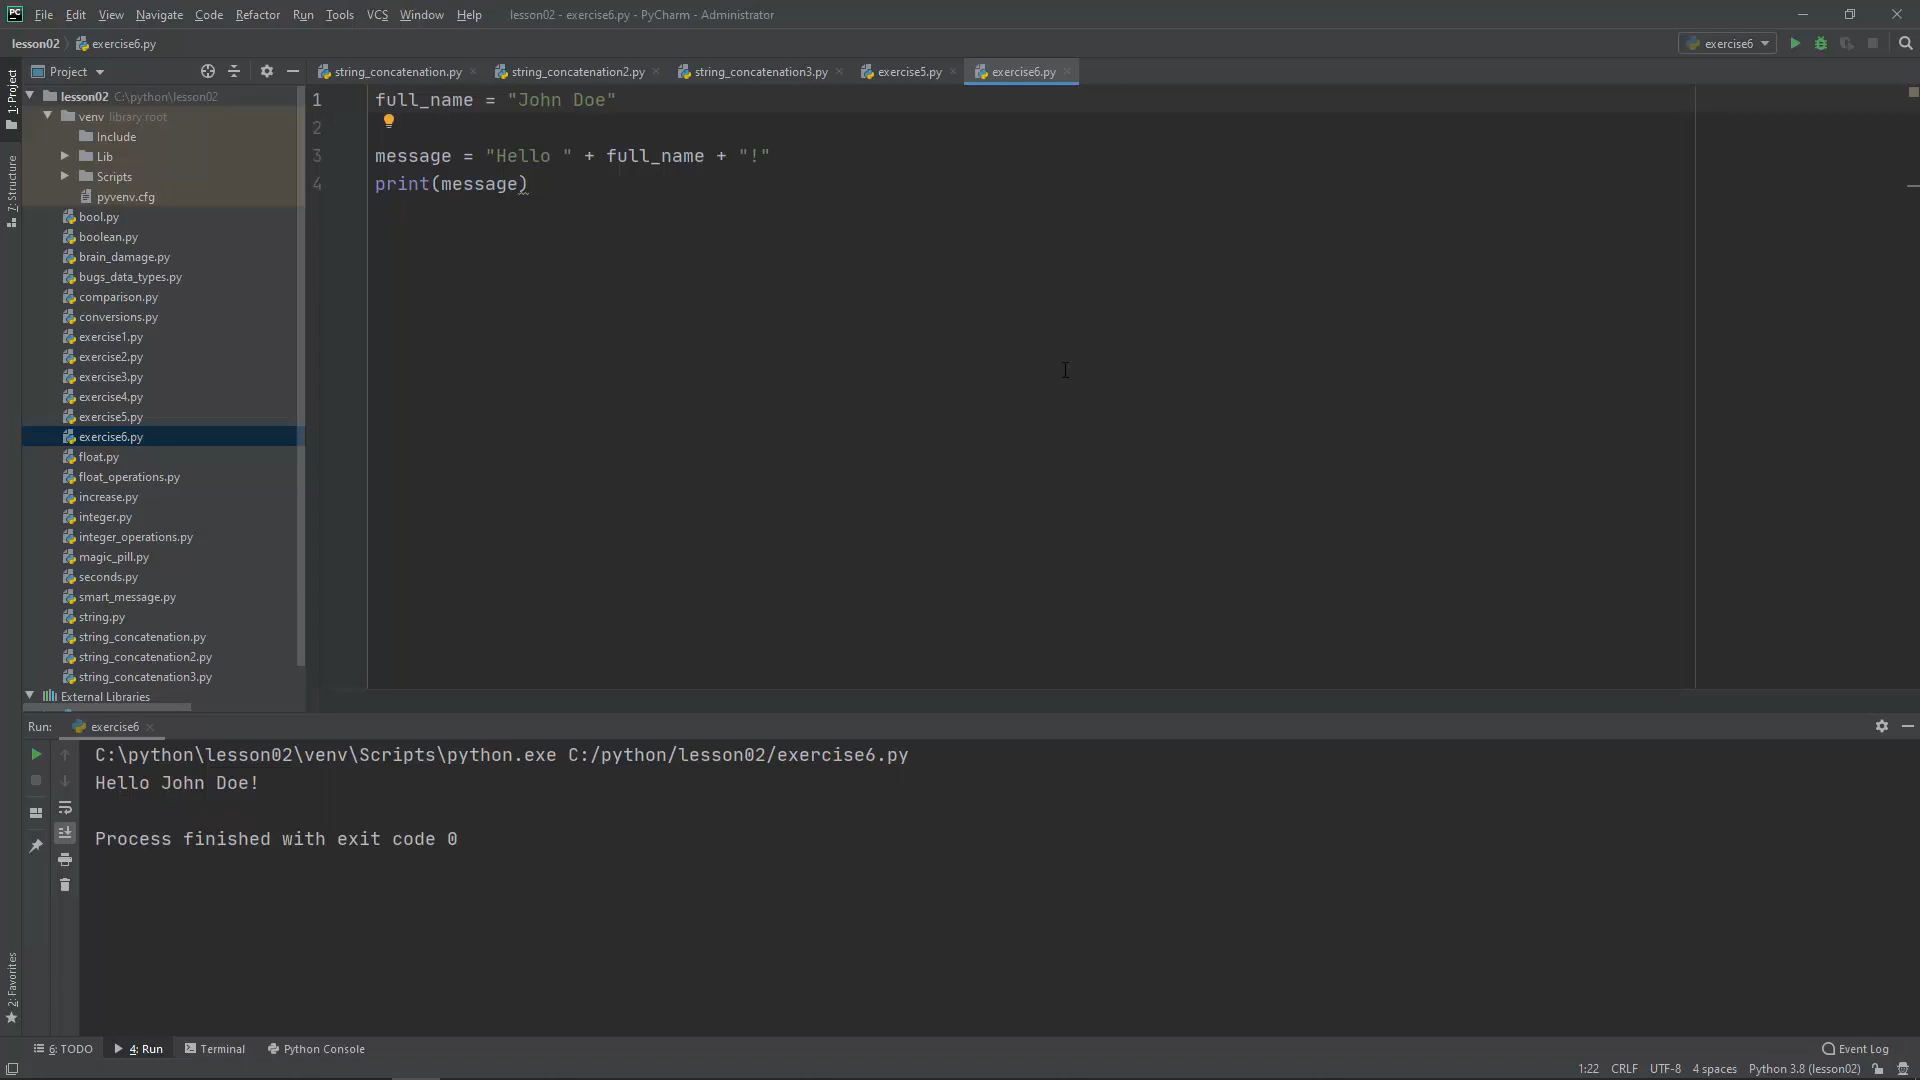 PC File Edit View Navigate Code Refactor Run Tools VCS Window Help lesson02 - exercise6.py - PyCharm - Administrator
lesson02 exercise6.py exercise6
1: Project
Project
string_concatenation.py string_concatenation2.py string_concatenation3.py exercise5.py exercise6.py
lesson02 C:\python\lesson02
venv library root
Include
Lib
Scripts
pyvenv.cfg
bool.py
boolean.py
brain_damage.py
bugs_data_types.py
comparison.py
conversions.py
exercise1.py
exercise2.py
exercise3.py
exercise4.py
exercise5.py
exercise6.py
float.py
float_operations.py
increase.py
integer.py
integer_operations.py
magic_pill.py
seconds.py
smart_message.py
string.py
string_concatenation.py
string_concatenation2.py
string_concatenation3.py
External Libraries
7: Structure
2: Favorites
1 full_name = "John Doe"
2
3 message = "Hello " + full_name + "!"
4 print(message)
Run: exercise6
C:\python\lesson02\venv\Scripts\python.exe C:/python/lesson02/exercise6.py
Hello John Doe!
Process finished with exit code 0
6: TODO 4: Run Terminal Python Console Event Log
1:22 CRLF UTF-8 4 spaces Python 3.8 (lesson02)